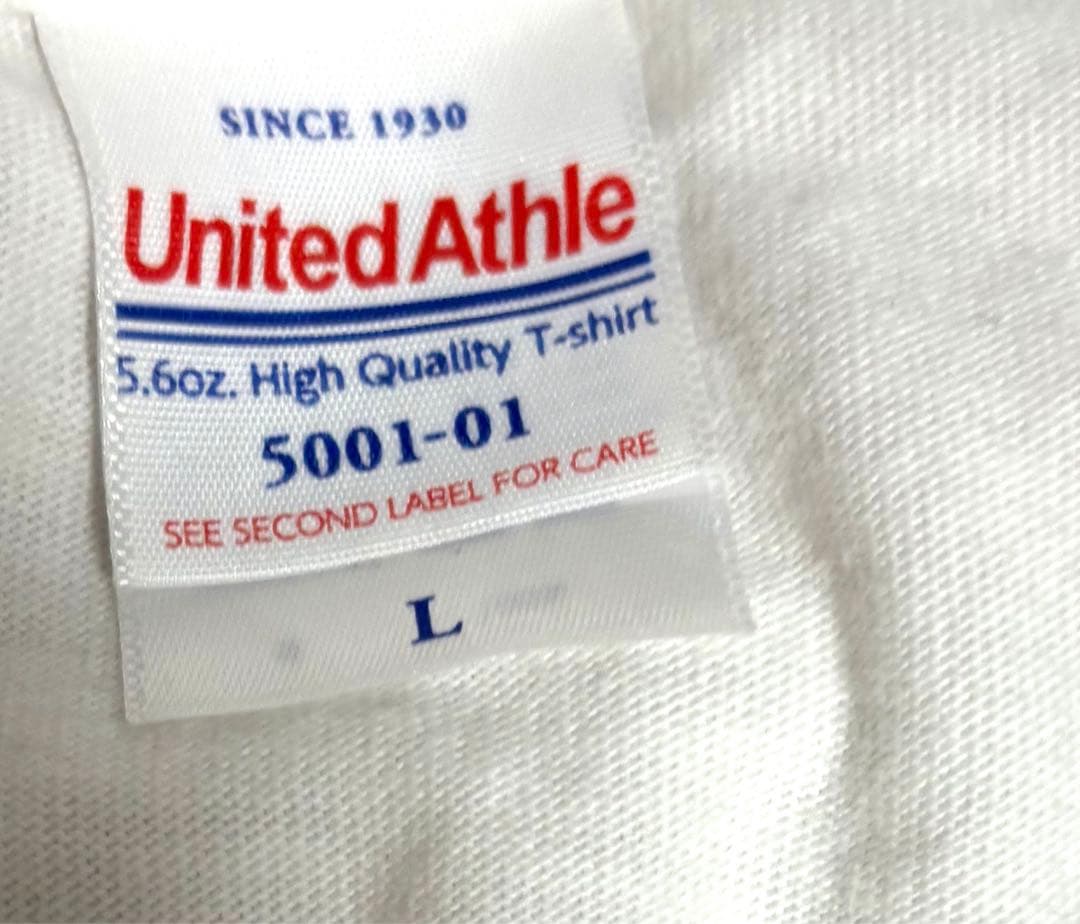 SINCE 1930
United Athle
5.6oz. High Quality T-shirt
5001-01
SEE SECOND LABEL FOR CARE
L